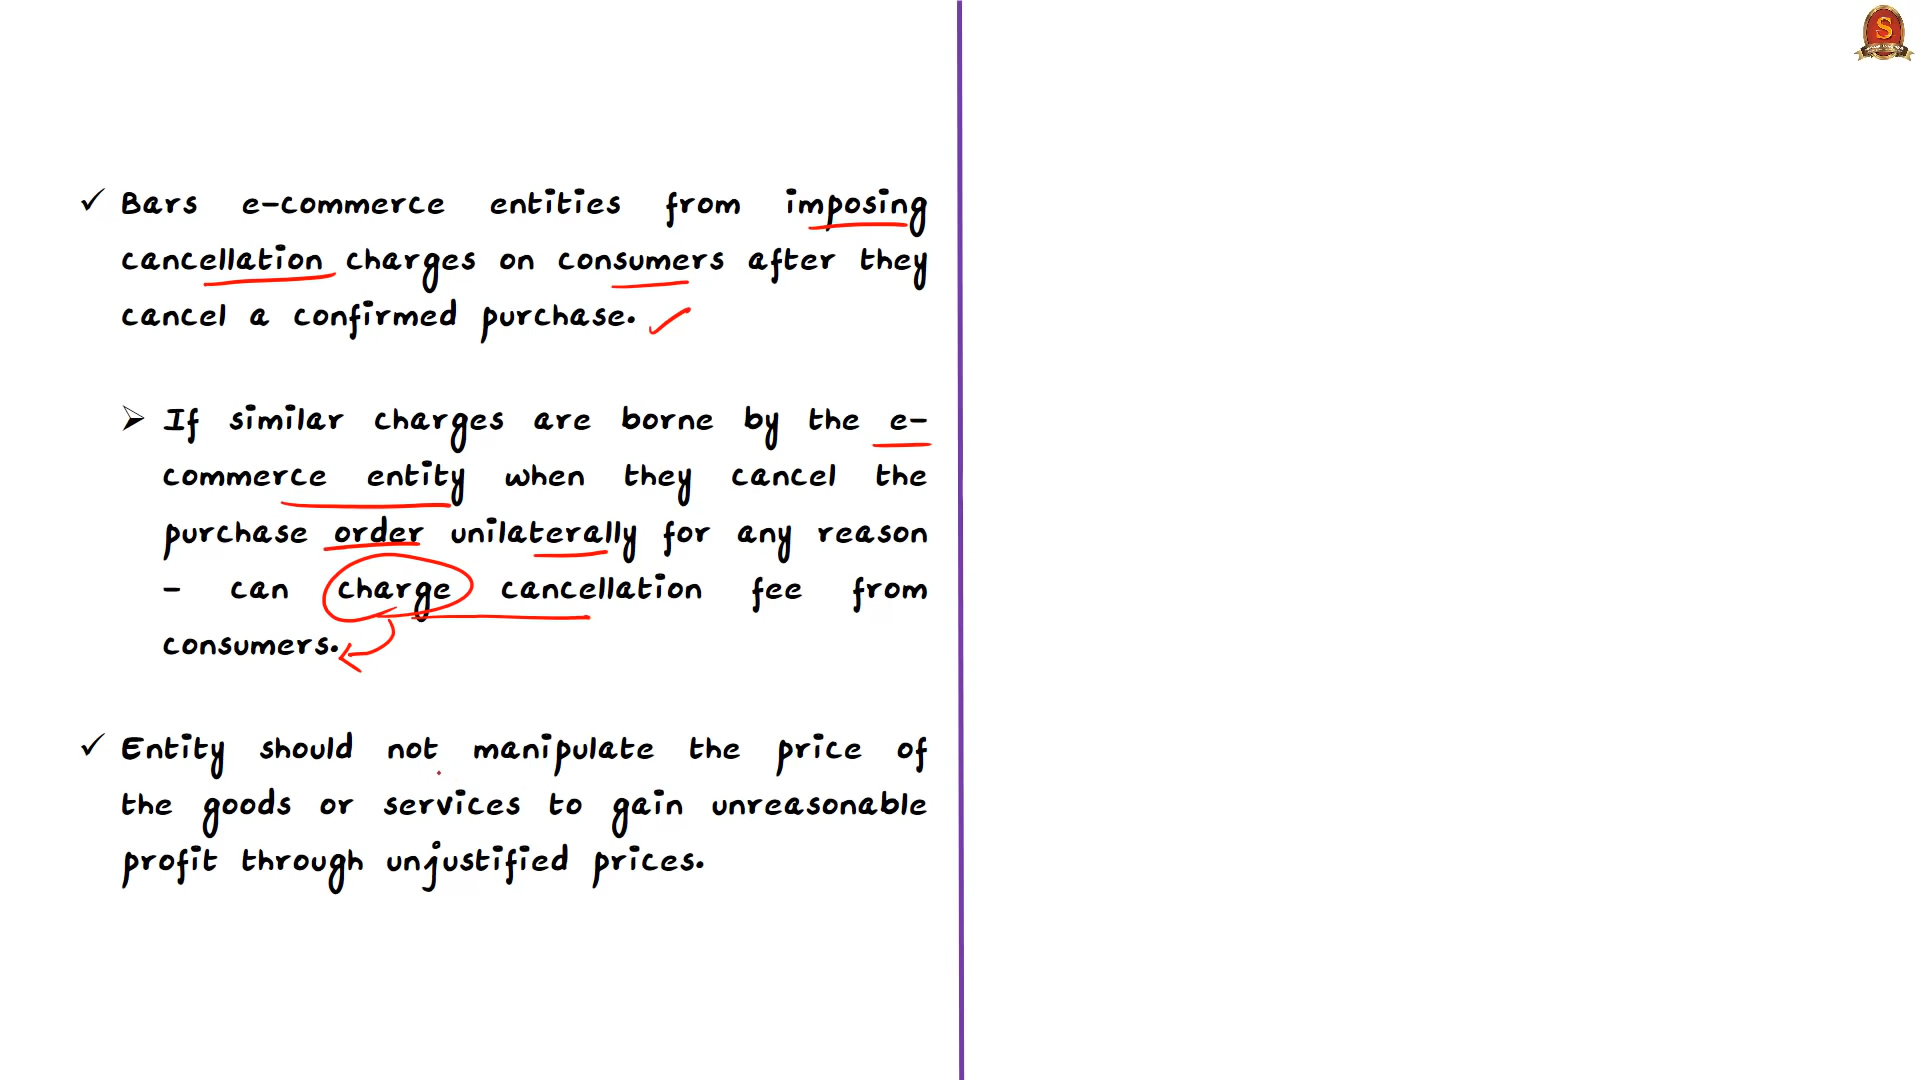 ✓ Bars e-commerce entities from imposing
cancellation charges on consumers after they
cancel a confirmed purchase.
➢ If similar charges are borne by the e-
commerce entity when they cancel the
purchase order unilaterally for any reason
- can charge cancellation fee from
consumers.
✓ Entity should not manipulate the price of
the goods or services to gain unreasonable
profit through unjustified prices.
S